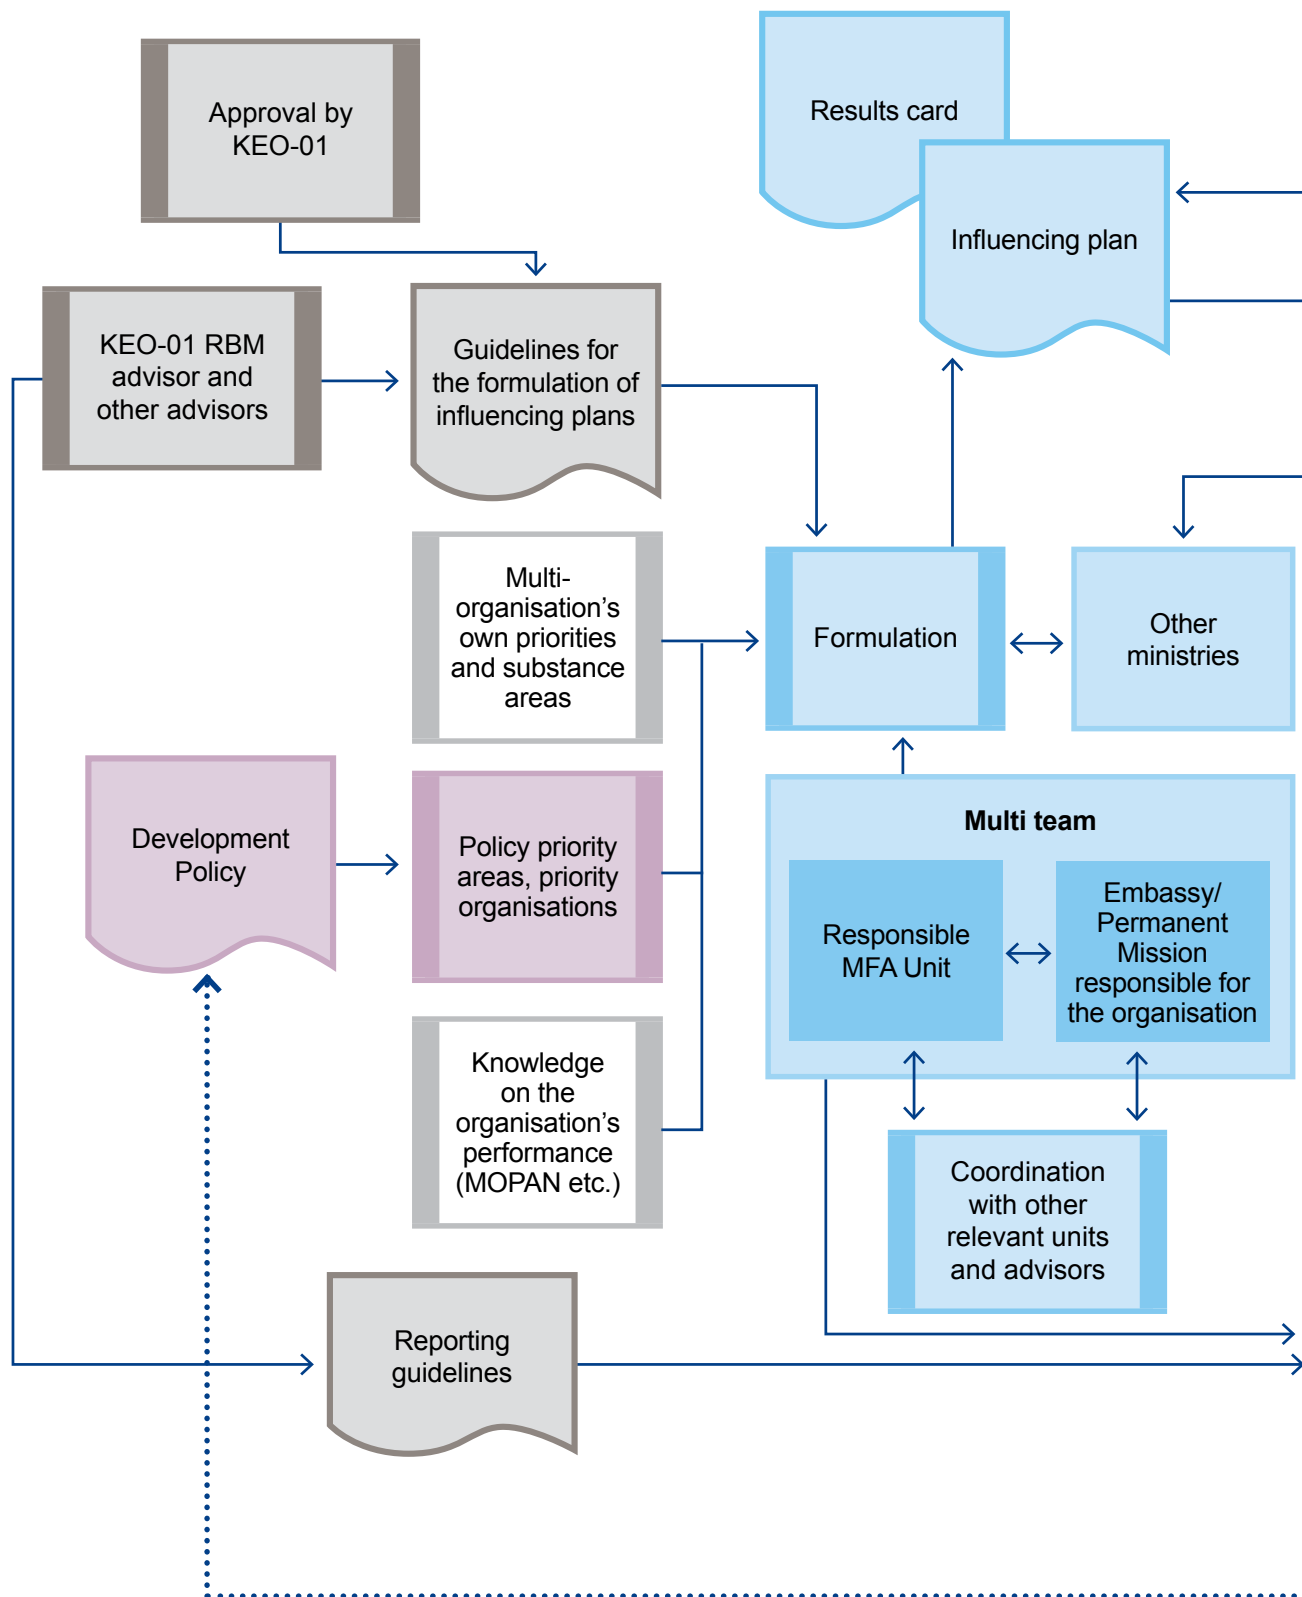 Approval by
KEO-01
Results card
Influencing plan
KEO-01 RBM
advisor and
other advisors
Guidelines for
the formulation of
influencing plans
Multi-
organisation’s
own priorities
and substance
areas
Formulation
Other
ministries
Development
Policy
Policy priority
areas, priority
organisations
Multi team
Responsible
MFA Unit
Embassy/
Permanent
Mission
responsible for
the organisation
Knowledge
on the
organisation’s
performance
(MOPAN etc.)
Coordination
with other
relevant units
and advisors
Reporting
guidelines